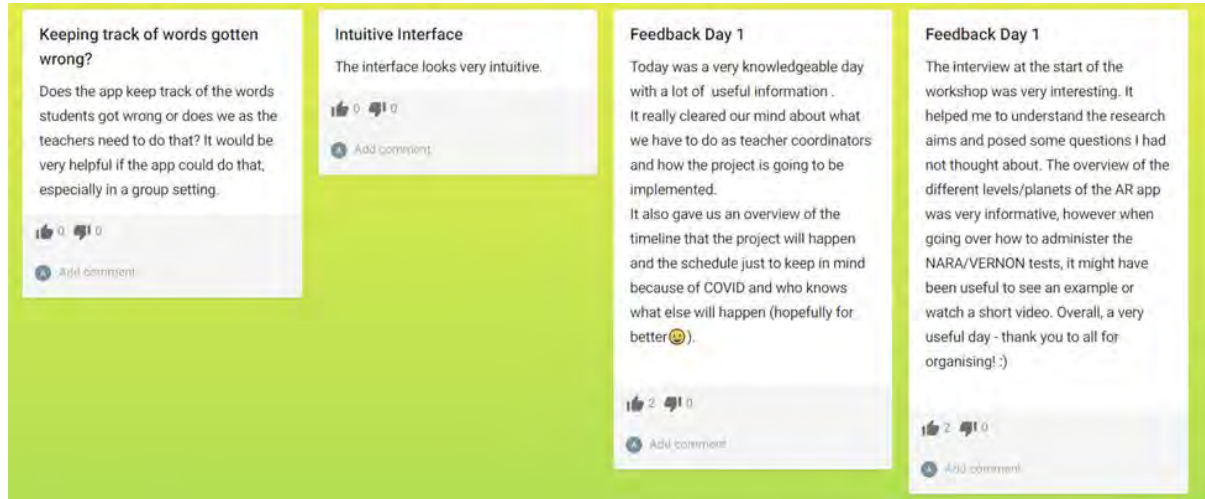 Keeping track of words gotten
wrong?
Does the app keep track of the words
students got wrong or does we as the
teachers need to do that? It would be
very helpful if the app could do that,
especially in a group setting.
0 0
A Add comment
Intuitive Interface
The interface looks very intuitive.
0 0
A Add comment
Feedback Day 1
Today was a very knowledgeable day
with a lot of useful information .
It really cleared our mind about what
we have to do as teacher coordinators
and how the project is going to be
implemented.
It also gave us an overview of the
timeline that the project will happen
and the schedule just to keep in mind
because of COVID and who knows
what else will happen (hopefully for
better😉).
2 0
A Add comment
Feedback Day 1
The interview at the start of the
workshop was very interesting. It
helped me to understand the research
aims and posed some questions I had
not thought about. The overview of the
different levels/planets of the AR app
was very informative, however when
going over how to administer the
NARA/VERNON tests, it might have
been useful to see an example or
watch a short video. Overall, a very
useful day - thank you to all for
organising! :)
2 0
A Add comment